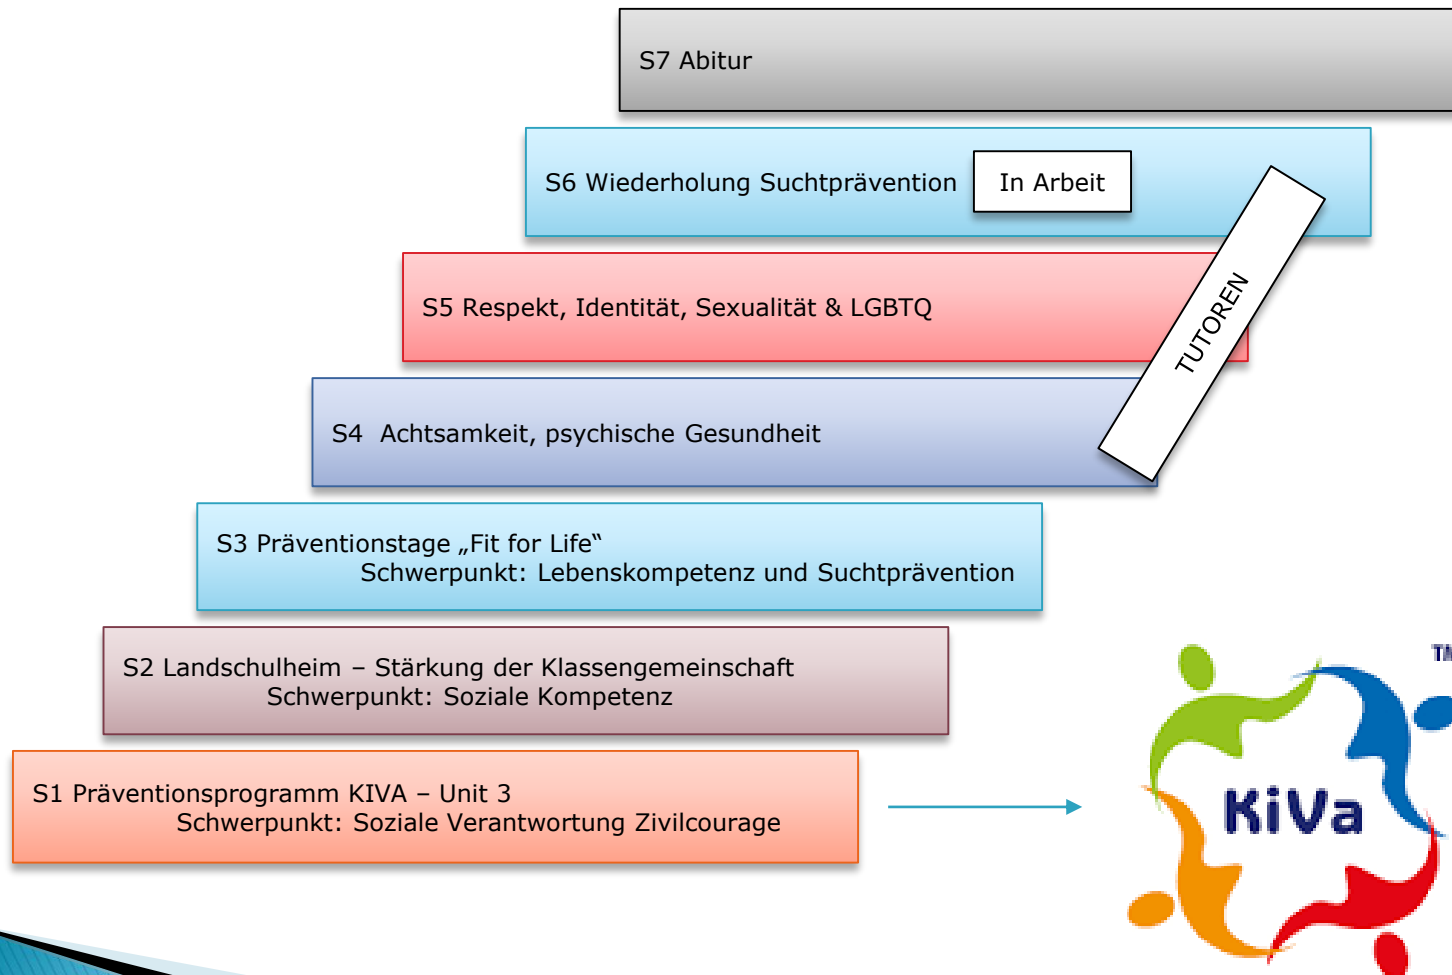 S7 Abitur
S6 Wiederholung Suchtprävention
In Arbeit
S5 Respekt, Identität, Sexualität & LGBTQ
TUTOREN
S4  Achtsamkeit, psychische Gesundheit
S3 Präventionstage „Fit for Life“
Schwerpunkt: Lebenskompetenz und Suchtprävention
S2 Landschulheim – Stärkung der Klassengemeinschaft
Schwerpunkt: Soziale Kompetenz
S1 Präventionsprogramm KIVA – Unit 3
Schwerpunkt: Soziale Verantwortung Zivilcourage
TM
KiVa